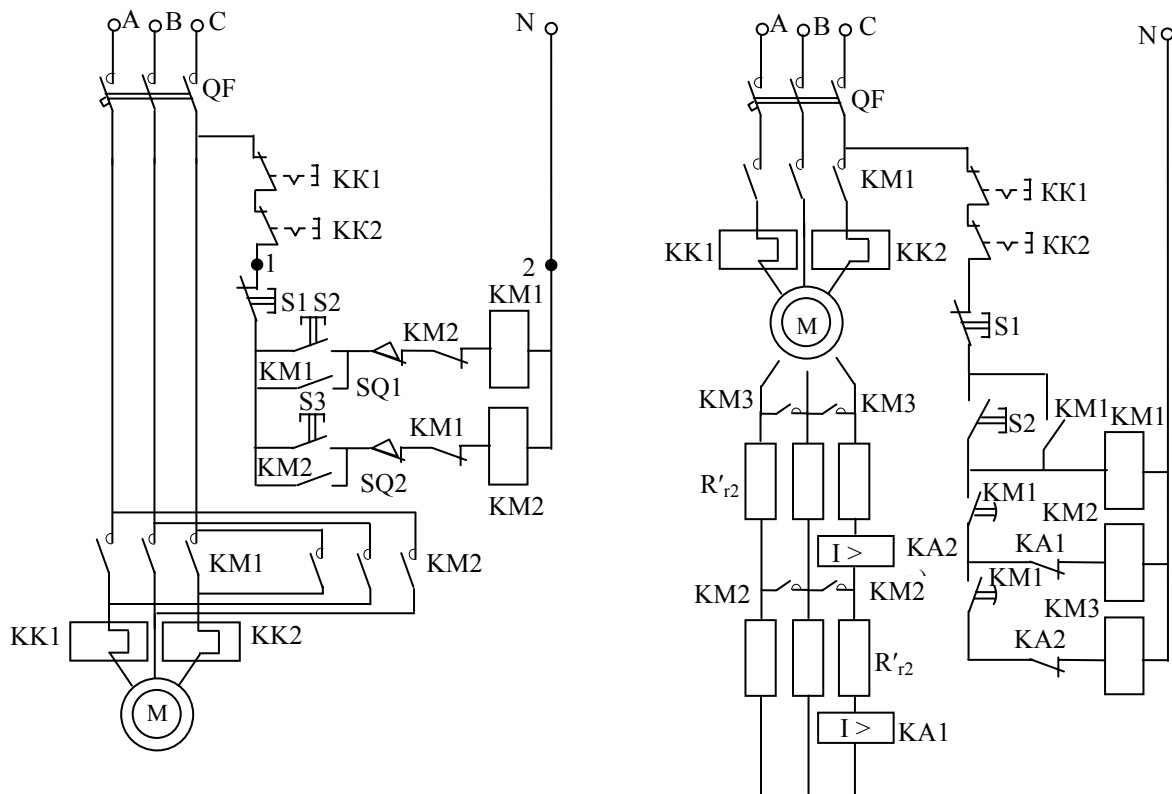 A B C N
QF
KK1
KK2
1 2
S1 S2 KM1
KM2
KM1
SQ1
S3
KM1
KM2
SQ2
KM2
KM1 KM2
KK1 KK2
M
A B C N
QF
KM1 KK1
KK2
KK1 KK2
S1
M
KM3 KM3
S2 KM1 KM1
R′r2
KM1
KM2
I > KA2 KA1
KM2 KM2 KM1
KM3
KA2
R′r2
I > KA1